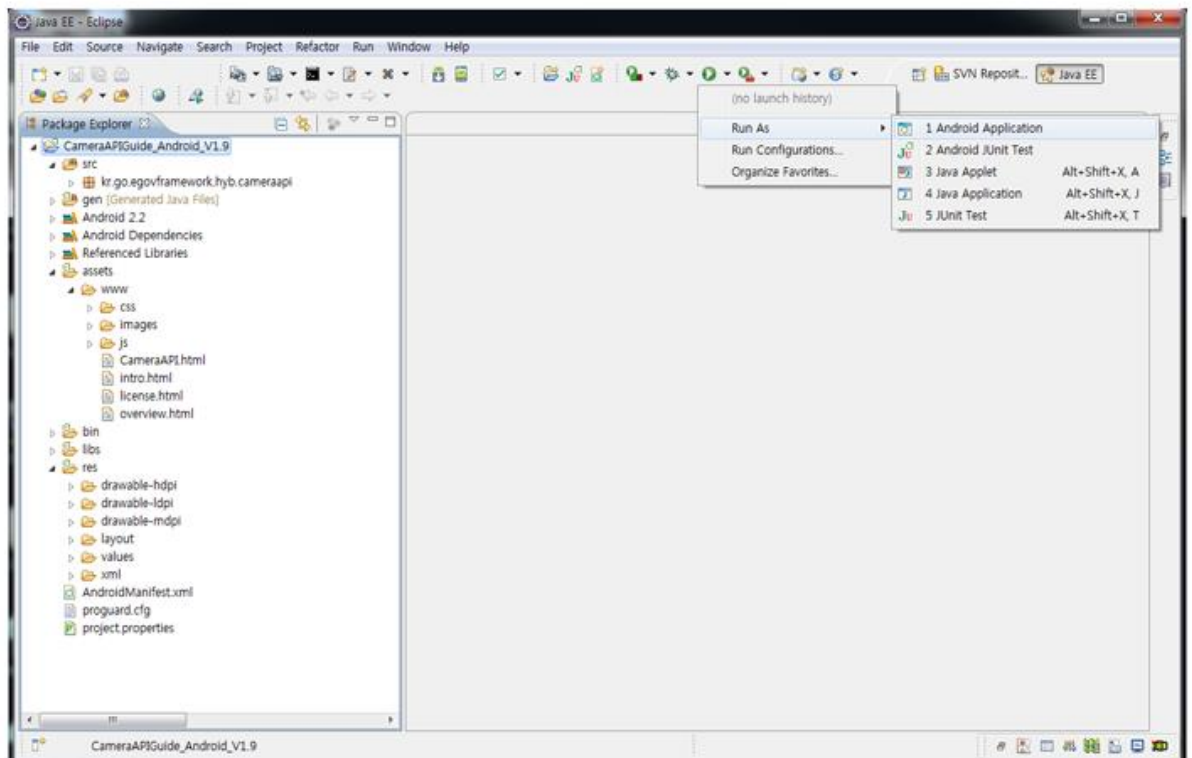 Java EE - Eclipse
File Edit Source Navigate Search Project Refactor Run Window Help
SVN Reposit... Java EE
Package Explorer
CameraAPIGuide_Android_V1.9
src
kr.go.egovframework.hyb.cameraapi
gen [Generated Java Files]
Android 2.2
Android Dependencies
Referenced Libraries
assets
www
css
images
js
CameraAPI.html
intro.html
license.html
overview.html
bin
libs
res
drawable-hdpi
drawable-ldpi
drawable-mdpi
layout
values
xml
AndroidManifest.xml
proguard.cfg
project.properties
(no launch history)
Run As
Run Configurations...
Organize Favorites...
1 Android Application
2 Android JUnit Test
3 Java Applet Alt+Shift+X, A
4 Java Application Alt+Shift+X, J
5 JUnit Test Alt+Shift+X, T
CameraAPIGuide_Android_V1.9